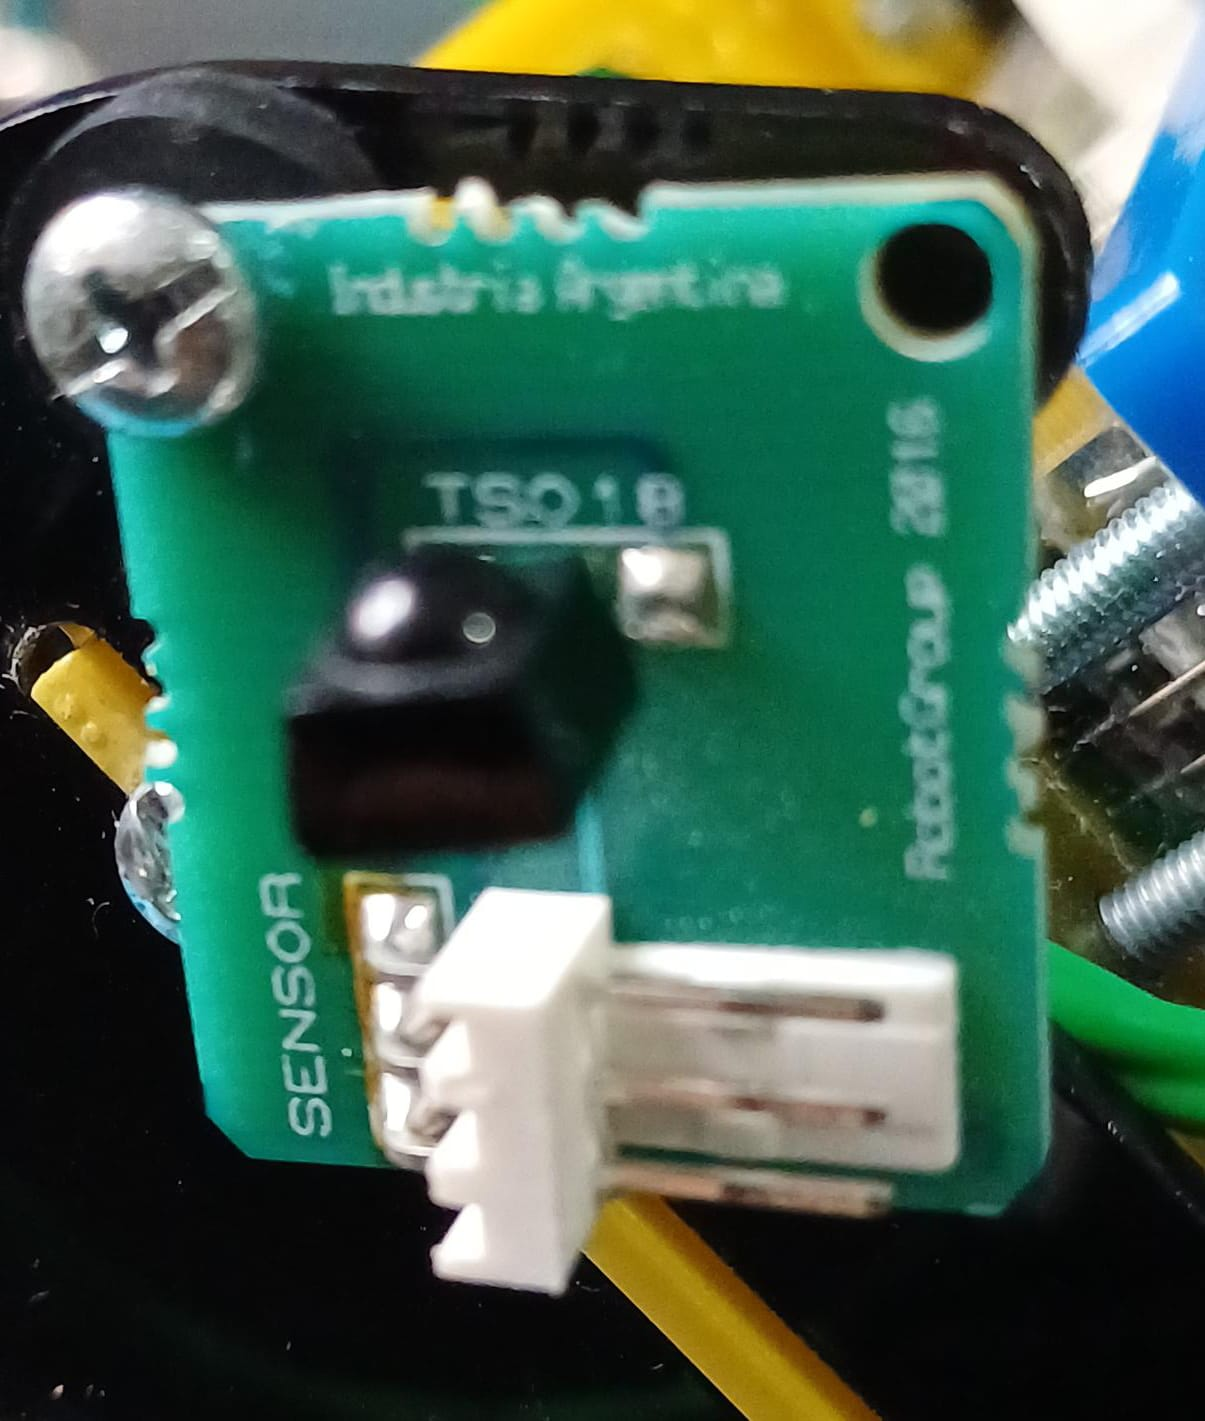 Industria Argentina
TSO18
RobotGroup 2016
SENSOR